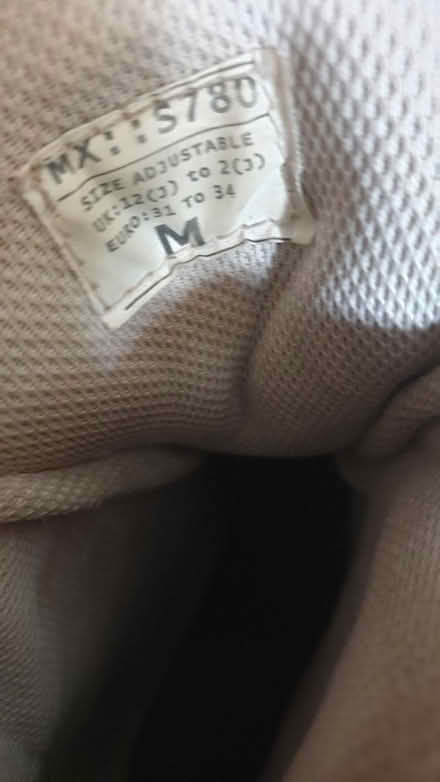 MX::S780
SIZE ADJUSTABLE
UK:12(J) to 2(J)
EURO:31 TO 34
M